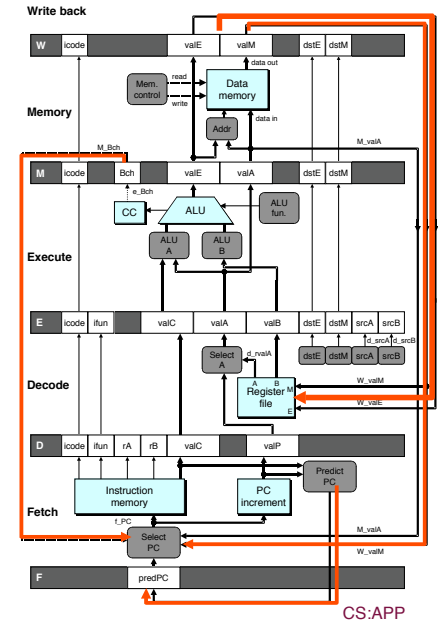 Write back
W icode valE valM dstE dstM
data out
read
Mem. control
write
Data memory
Memory
Addr
data in
M_Bch
M_valA
M icode Bch valE valA dstE dstM
e_Bch
CC
ALU
ALU fun.
ALU A
ALU B
Execute
E icode ifun valC valA valB dstE dstM srcA srcB
d_srcA d_srcB
Select A
d_rvalA
dstE dstM srcA srcB
Decode
A B
M
Register file
E
W_valM
W_valE
D icode ifun rA rB valC valP
Predict PC
Instruction memory
PC increment
Fetch
f_PC
Select PC
M_valA
W_valM
F predPC
CS:APP